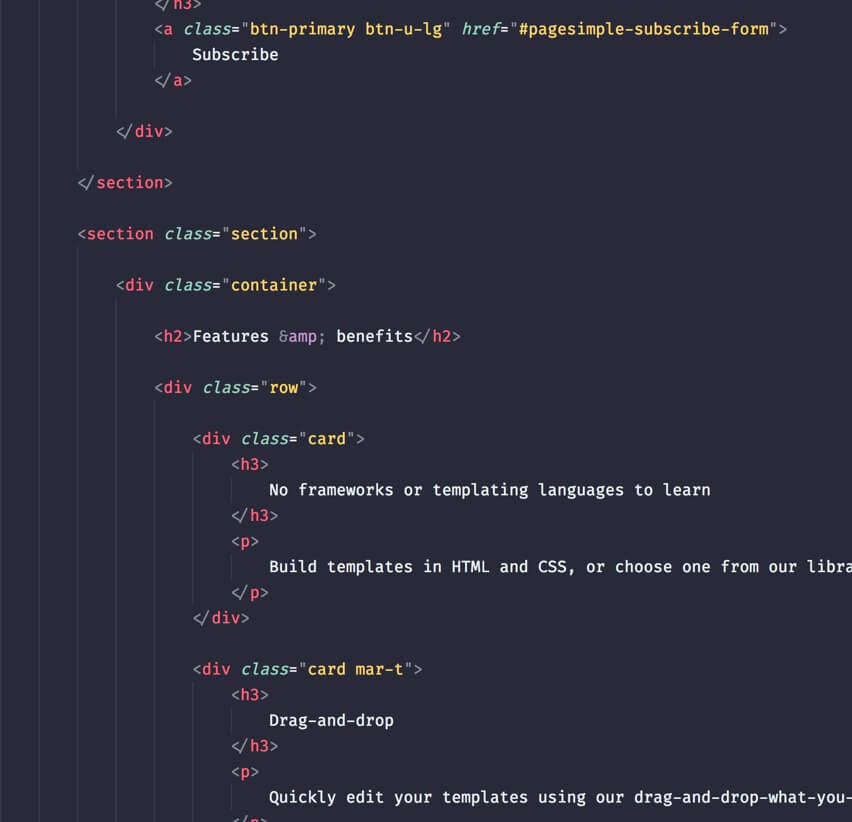 </h3>
<a class="btn-primary btn-u-lg" href="#pagesimple-subscribe-form">
Subscribe
</a>
</div>
</section>
<section class="section">
<div class="container">
<h2>Features &amp; benefits</h2>
<div class="row">
<div class="card">
<h3>
No frameworks or templating languages to learn
</h3>
<p>
Build templates in HTML and CSS, or choose one from our libra
</p>
</div>
<div class="card mar-t">
<h3>
Drag-and-drop
</h3>
<p>
Quickly edit your templates using our drag-and-drop-what-you-
</p>